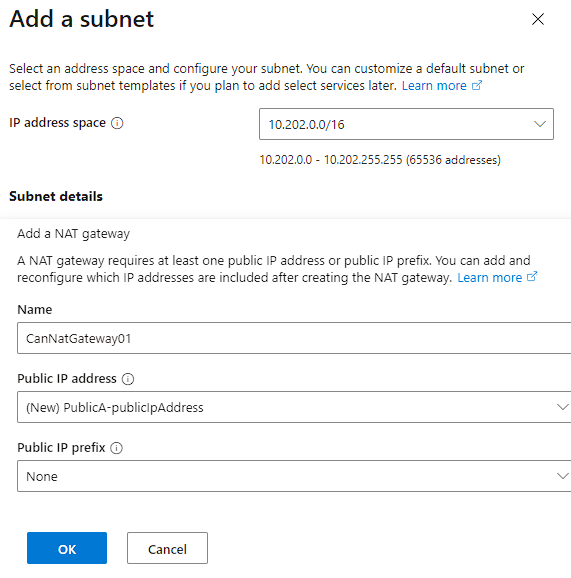 Add a subnet
Select an address space and configure your subnet. You can customize a default subnet or
select from subnet templates if you plan to add select services later. Learn more
IP address space
10.202.0.0/16
10.202.0.0 - 10.202.255.255 (65536 addresses)
Subnet details
Add a NAT gateway
A NAT gateway requires at least one public IP address or public IP prefix. You can add and
reconfigure which IP addresses are included after creating the NAT gateway. Learn more
Name
CanNatGateway01
Public IP address
(New) PublicA-publicIpAddress
Public IP prefix
None
OK
Cancel